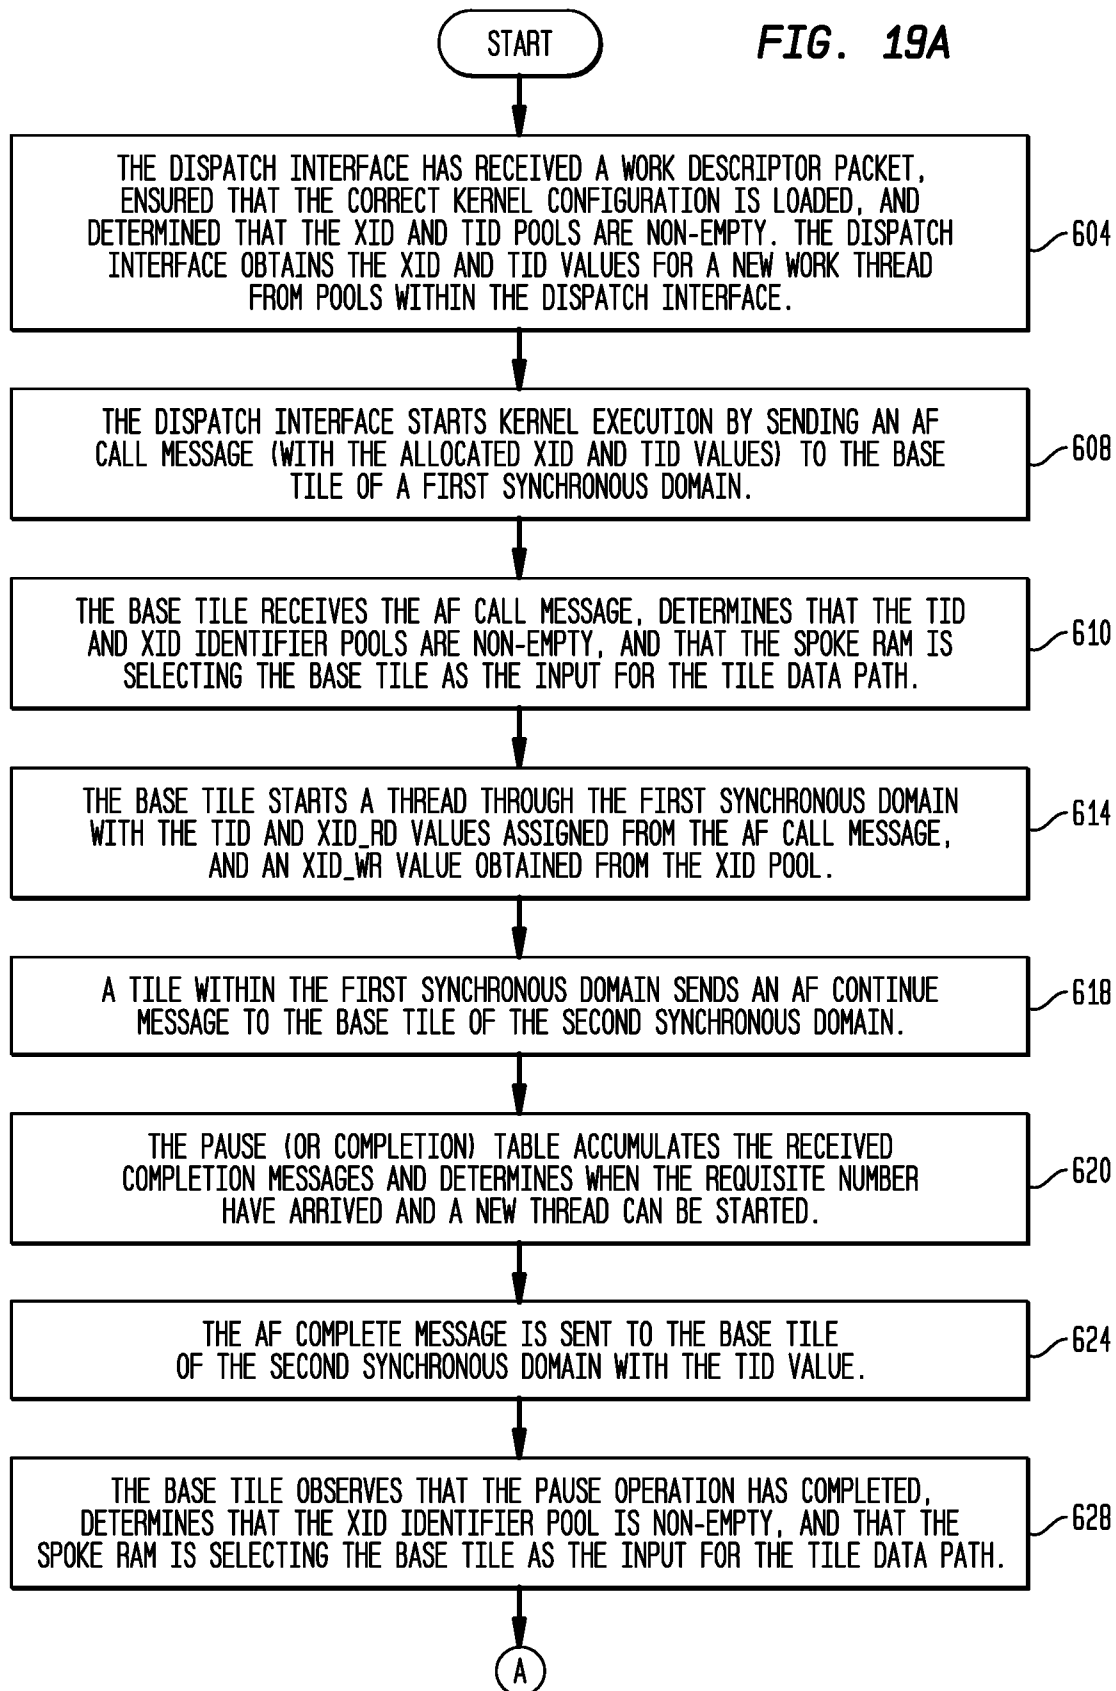 START
FIG. 19A
THE DISPATCH INTERFACE HAS RECEIVED A WORK DESCRIPTOR PACKET,
ENSURED THAT THE CORRECT KERNEL CONFIGURATION IS LOADED, AND
DETERMINED THAT THE XID AND TID POOLS ARE NON-EMPTY. THE DISPATCH
INTERFACE OBTAINS THE XID AND TID VALUES FOR A NEW WORK THREAD
FROM POOLS WITHIN THE DISPATCH INTERFACE.
604
THE DISPATCH INTERFACE STARTS KERNEL EXECUTION BY SENDING AN AF
CALL MESSAGE (WITH THE ALLOCATED XID AND TID VALUES) TO THE BASE
TILE OF A FIRST SYNCHRONOUS DOMAIN.
608
THE BASE TILE RECEIVES THE AF CALL MESSAGE, DETERMINES THAT THE TID
AND XID IDENTIFIER POOLS ARE NON-EMPTY, AND THAT THE SPOKE RAM IS
SELECTING THE BASE TILE AS THE INPUT FOR THE TILE DATA PATH.
610
THE BASE TILE STARTS A THREAD THROUGH THE FIRST SYNCHRONOUS DOMAIN
WITH THE TID AND XID_RD VALUES ASSIGNED FROM THE AF CALL MESSAGE,
AND AN XID_WR VALUE OBTAINED FROM THE XID POOL.
614
A TILE WITHIN THE FIRST SYNCHRONOUS DOMAIN SENDS AN AF CONTINUE
MESSAGE TO THE BASE TILE OF THE SECOND SYNCHRONOUS DOMAIN.
618
THE PAUSE (OR COMPLETION) TABLE ACCUMULATES THE RECEIVED
COMPLETION MESSAGES AND DETERMINES WHEN THE REQUISITE NUMBER
HAVE ARRIVED AND A NEW THREAD CAN BE STARTED.
620
THE AF COMPLETE MESSAGE IS SENT TO THE BASE TILE
OF THE SECOND SYNCHRONOUS DOMAIN WITH THE TID VALUE.
624
THE BASE TILE OBSERVES THAT THE PAUSE OPERATION HAS COMPLETED,
DETERMINES THAT THE XID IDENTIFIER POOL IS NON-EMPTY, AND THAT THE
SPOKE RAM IS SELECTING THE BASE TILE AS THE INPUT FOR THE TILE DATA PATH.
628
A